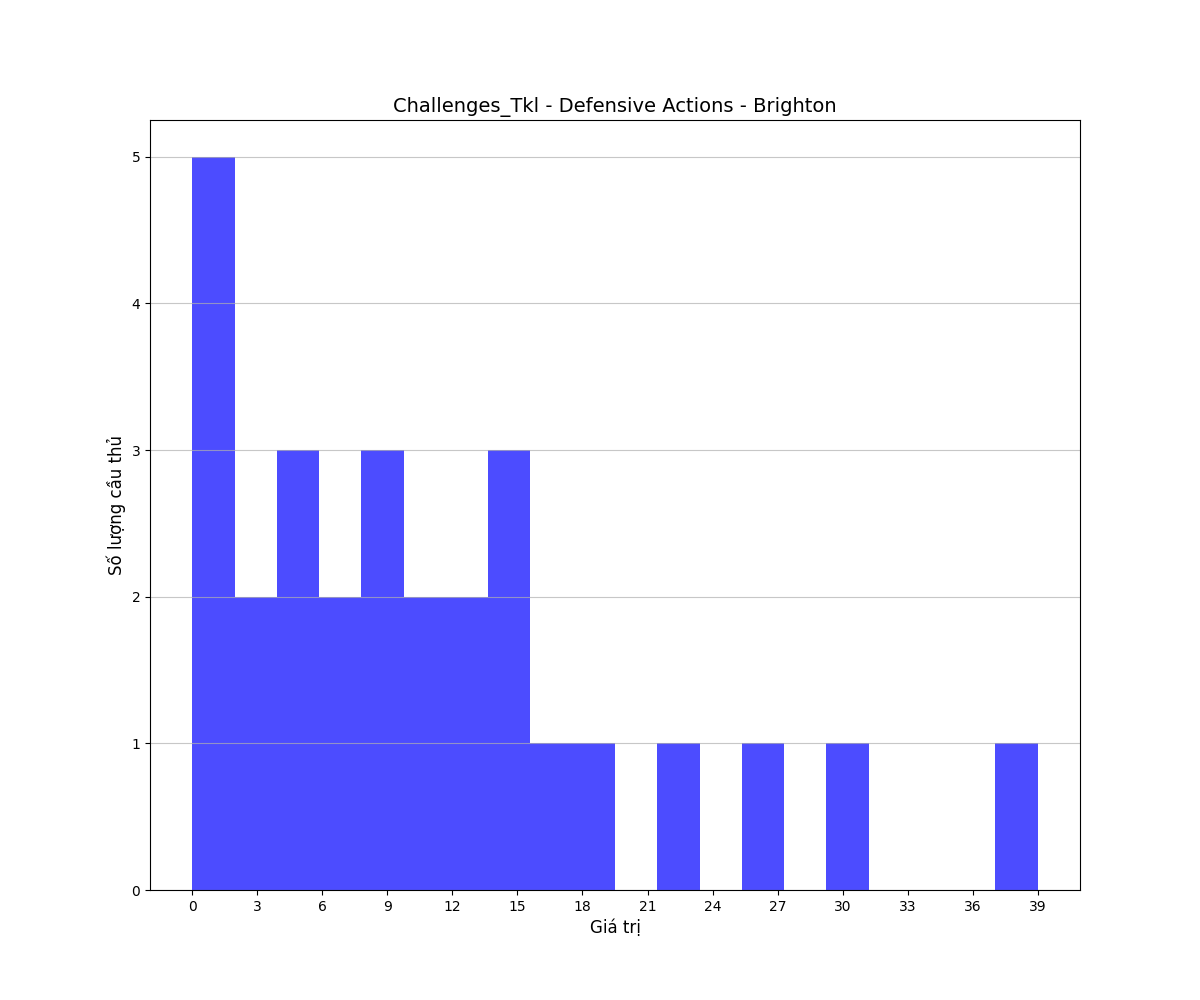 Challenges_Tkl - Defensive Actions - Brighton
Số lượng cầu thủ
5
4
3
2
1
0
0 3 6 9 12 15 18 21 24 27 30 33 36 39
Giá trị